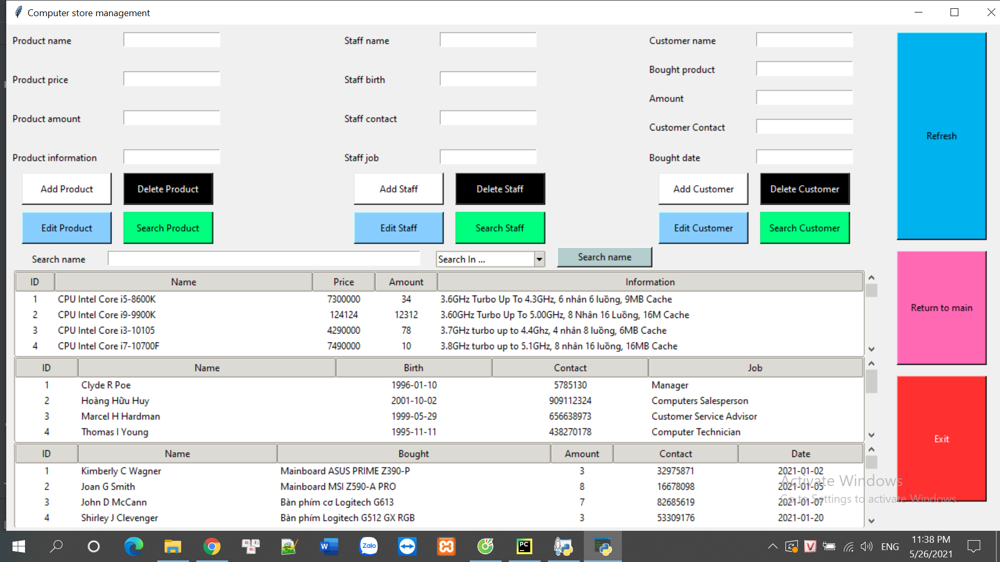 Computer store management
Product name Staff name Customer name
Bought product
Product price Staff birth
Amount
Product amount Staff contact
Customer Contact
Refresh
Product information Staff job Bought date
Add Product Delete Product Add Staff Delete Staff Add Customer Delete Customer
Edit Product Search Product Edit Staff Search Staff Edit Customer Search Customer
Search name Search In ... Search name
ID Name Price Amount Information
1 CPU Intel Core i5-8600K 7300000 34 3.6GHz Turbo Up To 4.3GHz, 6 nhân 6 luồng, 9MB Cache
2 CPU Intel Core i9-9900K 124124 12312 3.60GHz Turbo Up To 5.00GHz, 8 Nhân 16 Luồng, 16M Cache
3 CPU Intel Core i3-10105 4290000 78 3.7GHz turbo up to 4.4Ghz, 4 nhân 8 luồng, 6MB Cache
4 CPU Intel Core i7-10700F 7490000 10 3.8GHz turbo up to 5.1GHz, 8 nhân 16 luồng, 16MB Cache
Return to main
ID Name Birth Contact Job
1 Clyde R Poe 1996-01-10 5785130 Manager
2 Hoàng Hữu Huy 2001-10-02 909112324 Computers Salesperson
3 Marcel H Hardman 1999-05-29 656638973 Customer Service Advisor
4 Thomas I Young 1995-11-11 438270178 Computer Technician
Exit
ID Name Bought Amount Contact Date
1 Kimberly C Wagner Mainboard ASUS PRIME Z390-P 3 32975871 2021-01-02
2 Joan G Smith Mainboard MSI Z590-A PRO 8 16678098 2021-01-05
3 John D McCann Bàn phím cơ Logitech G613 7 82685619 2021-01-07
4 Shirley J Clevenger Bàn phím Logitech G512 GX RGB 3 53309176 2021-01-20
Activate Windows
Go to Settings to activate Windows.
U i n
W
Zalo
PC
V
ENG
11:38 PM
5/26/2021